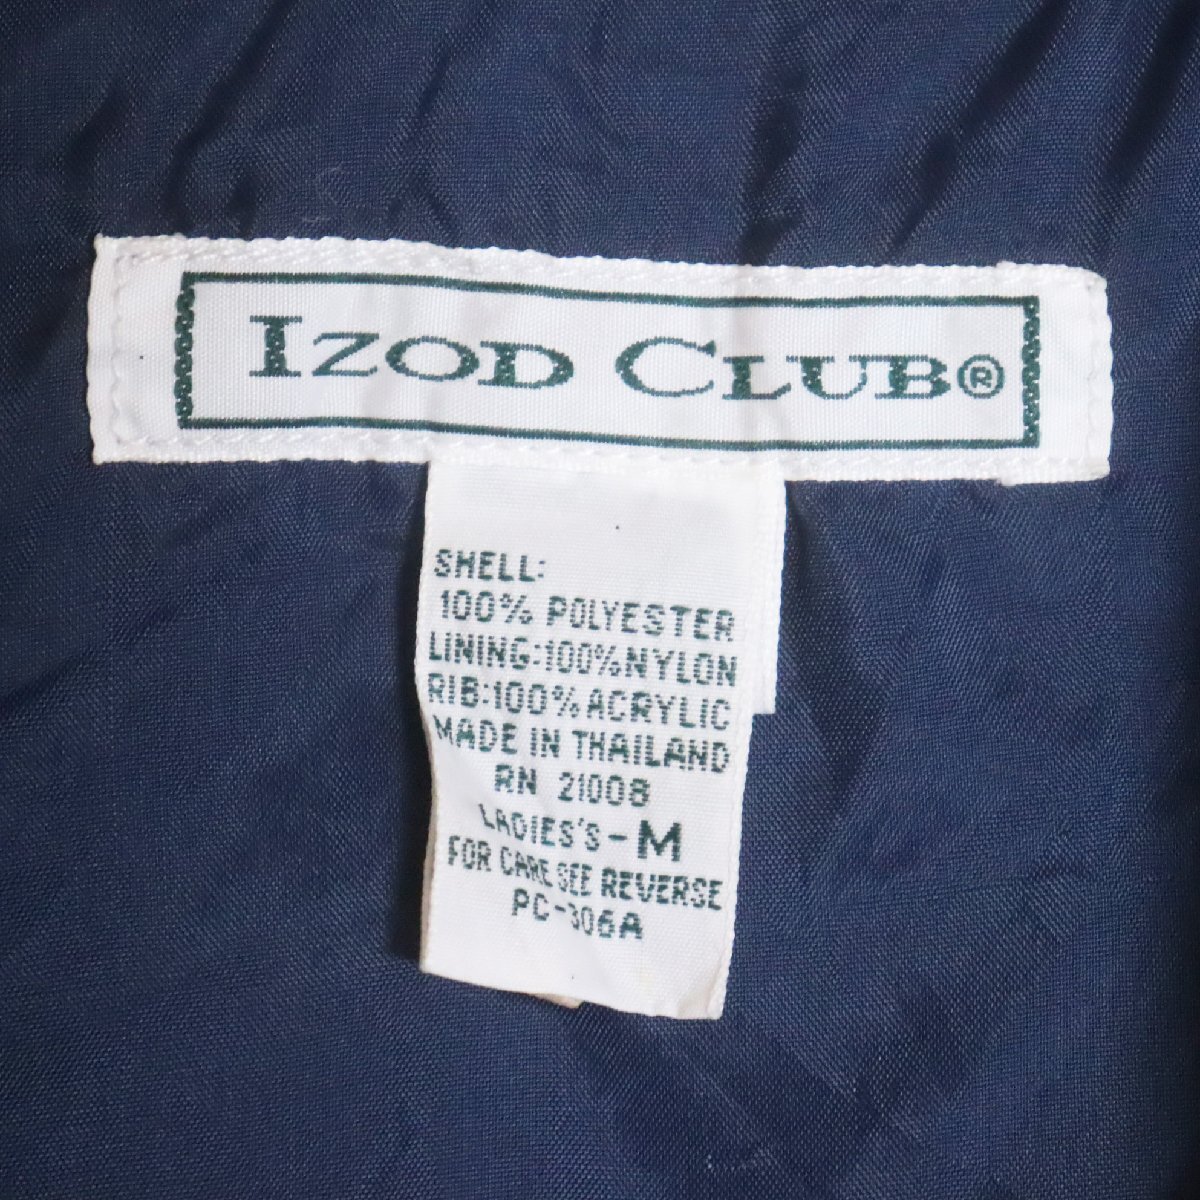 IZOD CLUB®
SHELL:
100% POLYESTER
LINING:100%NYLON
RIB:100%ACRYLIC
MADE IN THAILAND
RN 21008
LADIES'S-M
FOR CARE SEE REVERSE
PC-306A